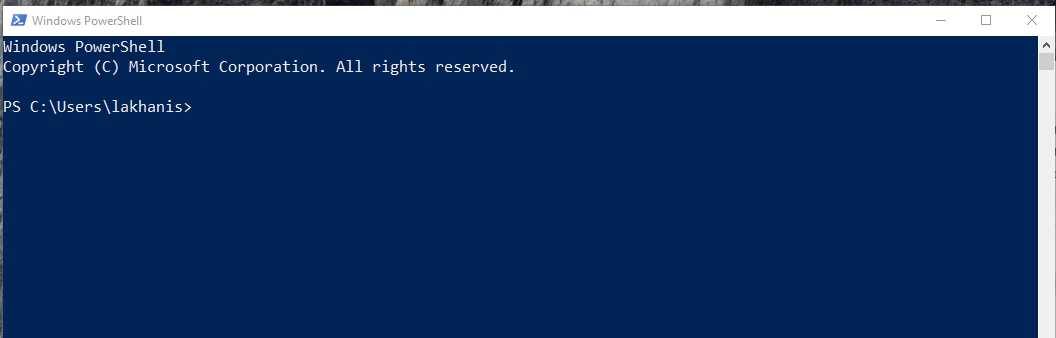 Windows PowerShell
Windows PowerShell
Copyright (C) Microsoft Corporation. All rights reserved.
PS C:\Users\lakhanis>